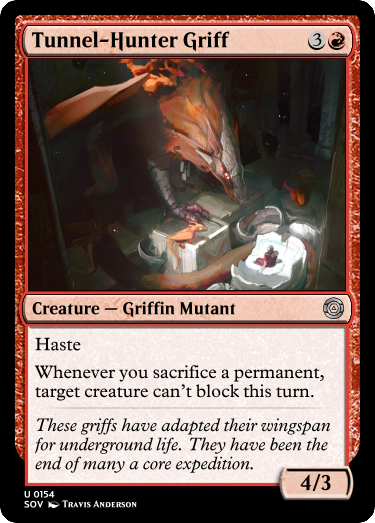 Tunnel-Hunter Griff 3
Creature — Griffin Mutant
Haste
Whenever you sacrifice a permanent,
target creature can't block this turn.
These griffs have adapted their wingspan
for underground life. They have been the
end of many a core expedition.
4/3
U 0154
SOV Travis Anderson